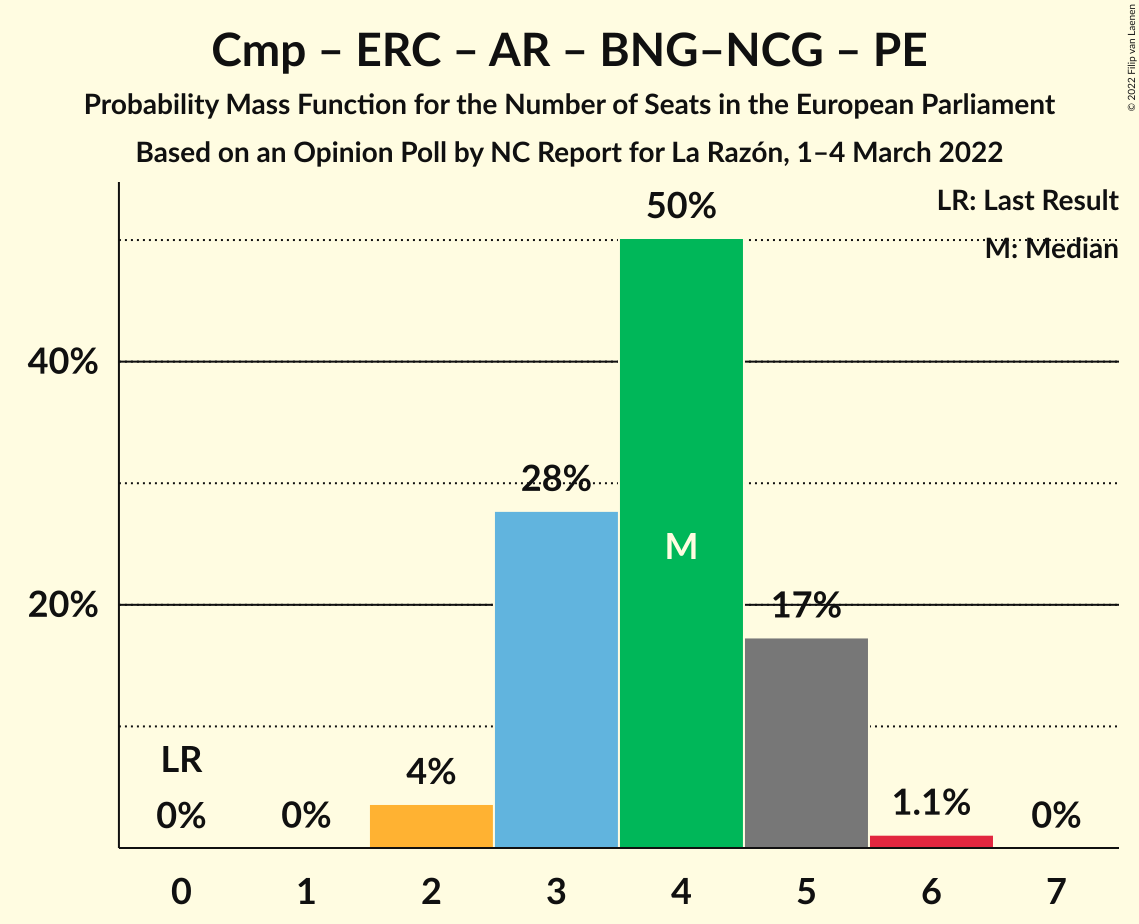 Cmp – ERC – AR – BNG–NCG – PE
Probability Mass Function for the Number of Seats in the European Parliament
Based on an Opinion Poll by NC Report for La Razón, 1–4 March 2022
© 2022 Filip van Laenen
LR: Last Result
M: Median
50%
40%
28%
M
20%
17%
LR
4%
1.1%
0%
0%
0%
0 1 2 3 4 5 6 7